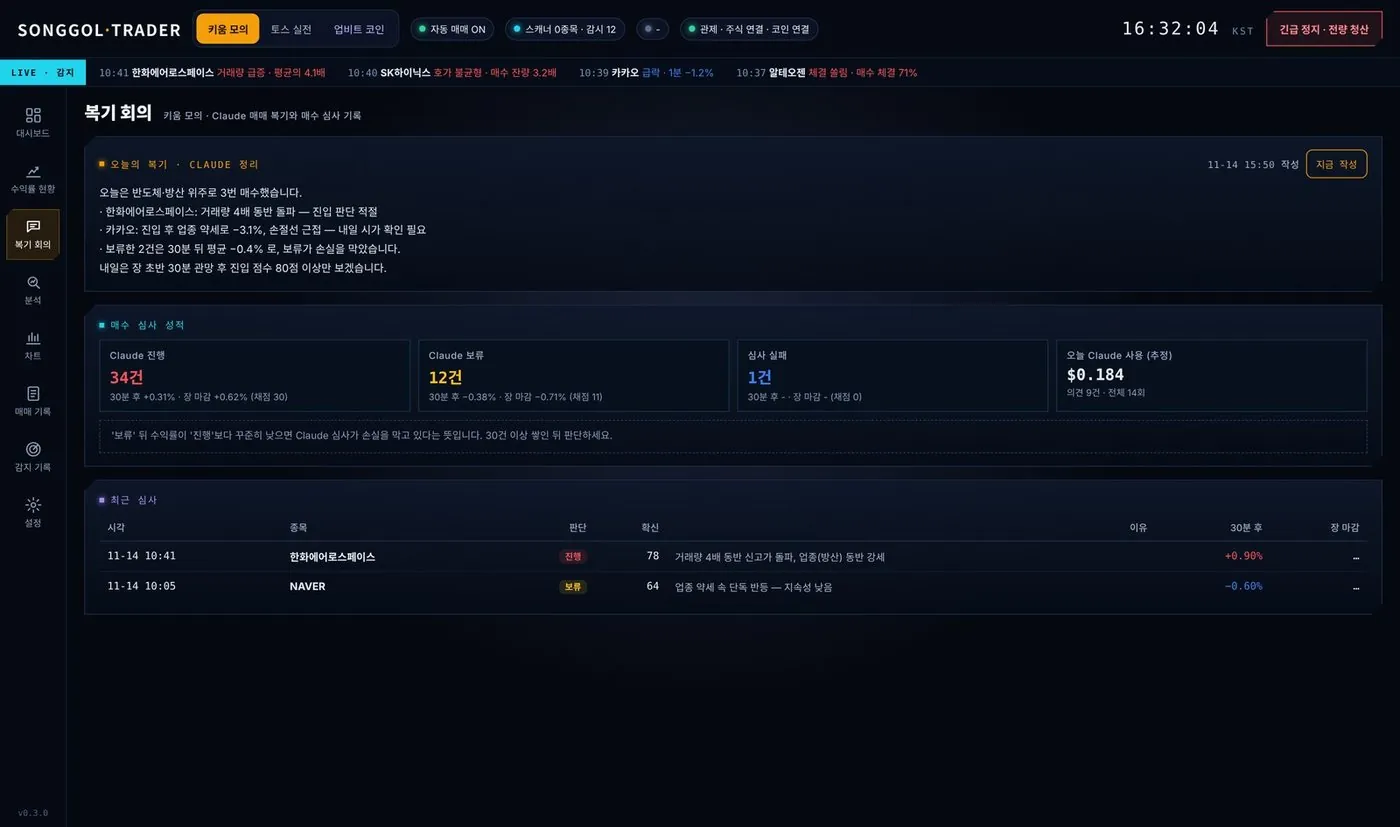 SONGGOL·TRADER
키움 모의 토스 실전 업비트 코인
자동 매매 ON
스캐너 0종목 · 감시 12
-
관제 · 주식 연결 · 코인 연결
16:32:04 KST
긴급 정지 · 전량 청산
LIVE · 감지
10:41 한화에어로스페이스 거래량 급증 · 평균의 4.1배
10:40 SK하이닉스 호가 불균형 · 매수 잔량 3.2배
10:39 카카오 급락 · 1분 −1.2%
10:37 알테오젠 체결 쏠림 · 매수 체결 71%
대시보드
수익률 현황
복기 회의
분석
차트
매매 기록
감지 기록
설정
v0.3.0
복기 회의 키움 모의 · Claude 매매 복기와 매수 심사 기록
오늘의 복기 · CLAUDE 정리
11-14 15:50 작성 지금 작성
오늘은 반도체·방산 위주로 3번 매수했습니다.
· 한화에어로스페이스: 거래량 4배 동반 돌파 — 진입 판단 적절
· 카카오: 진입 후 업종 약세로 −3.1%, 손절선 근접 — 내일 시가 확인 필요
· 보류한 2건은 30분 뒤 평균 −0.4% 로, 보류가 손실을 막았습니다.
내일은 장 초반 30분 관망 후 진입 점수 80점 이상만 보겠습니다.
매수 심사 성적
Claude 진행
34건
30분 후 +0.31% · 장 마감 +0.62% (채점 30)
Claude 보류
12건
30분 후 −0.38% · 장 마감 −0.71% (채점 11)
심사 실패
1건
30분 후 - · 장 마감 - (채점 0)
오늘 Claude 사용 (추정)
$0.184
의견 9건 · 전체 14회
'보류' 뒤 수익률이 '진행'보다 꾸준히 낮으면 Claude 심사가 손실을 막고 있다는 뜻입니다. 30건 이상 쌓인 뒤 판단하세요.
최근 심사
시각 종목 판단 확신 이유 30분 후 장 마감
11-14 10:41 한화에어로스페이스 진행 78 거래량 4배 동반 신고가 돌파, 업종(방산) 동반 강세 +0.90% …
11-14 10:05 NAVER 보류 64 업종 약세 속 단독 반등 — 지속성 낮음 −0.60% …